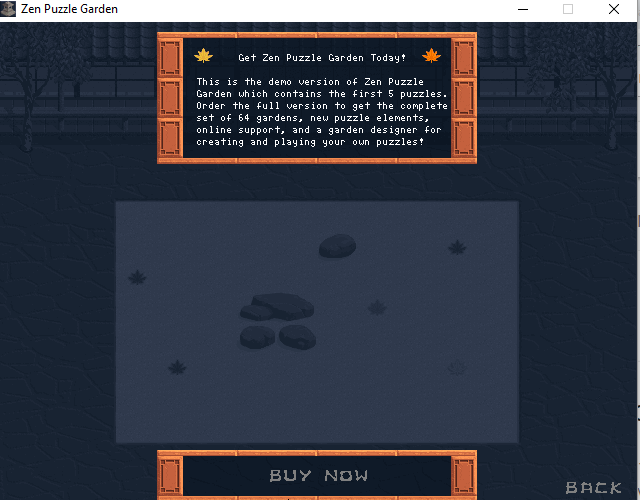 Zen Puzzle Garden
Get Zen Puzzle Garden Today!
This is the demo version of Zen Puzzle
Garden which contains the first 5 puzzles.
Order the full version to get the complete
set of 64 gardens, new puzzle elements,
online support, and a garden designer for
creating and playing your own puzzles!
BUY NOW
BACK